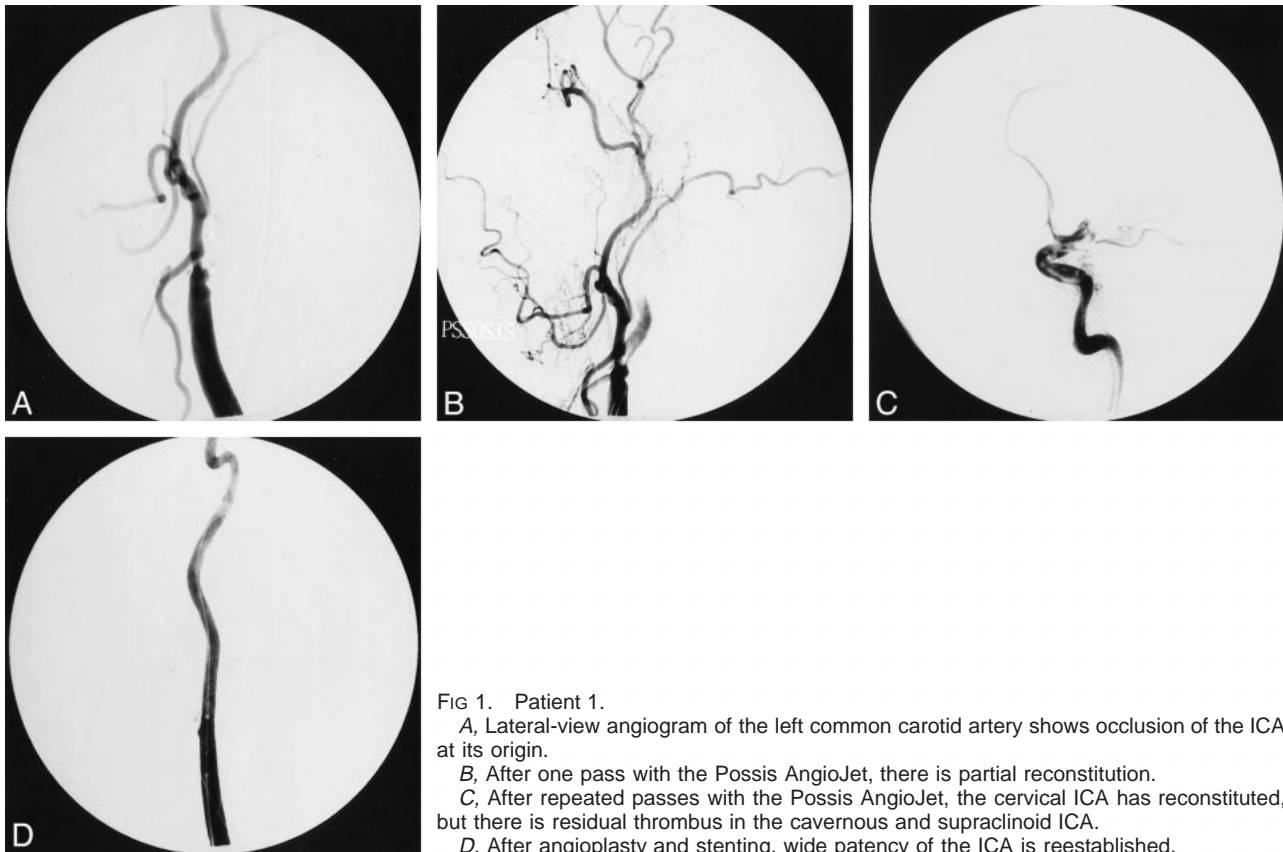 A
B
C
PSSOSIS
D
FIG 1. Patient 1.
A, Lateral-view angiogram of the left common carotid artery shows occlusion of the ICA
at its origin.
B, After one pass with the Possis AngioJet, there is partial reconstitution.
C, After repeated passes with the Possis AngioJet, the cervical ICA has reconstituted,
but there is residual thrombus in the cavernous and supraclinoid ICA.
D, After angioplasty and stenting, wide patency of the ICA is reestablished.